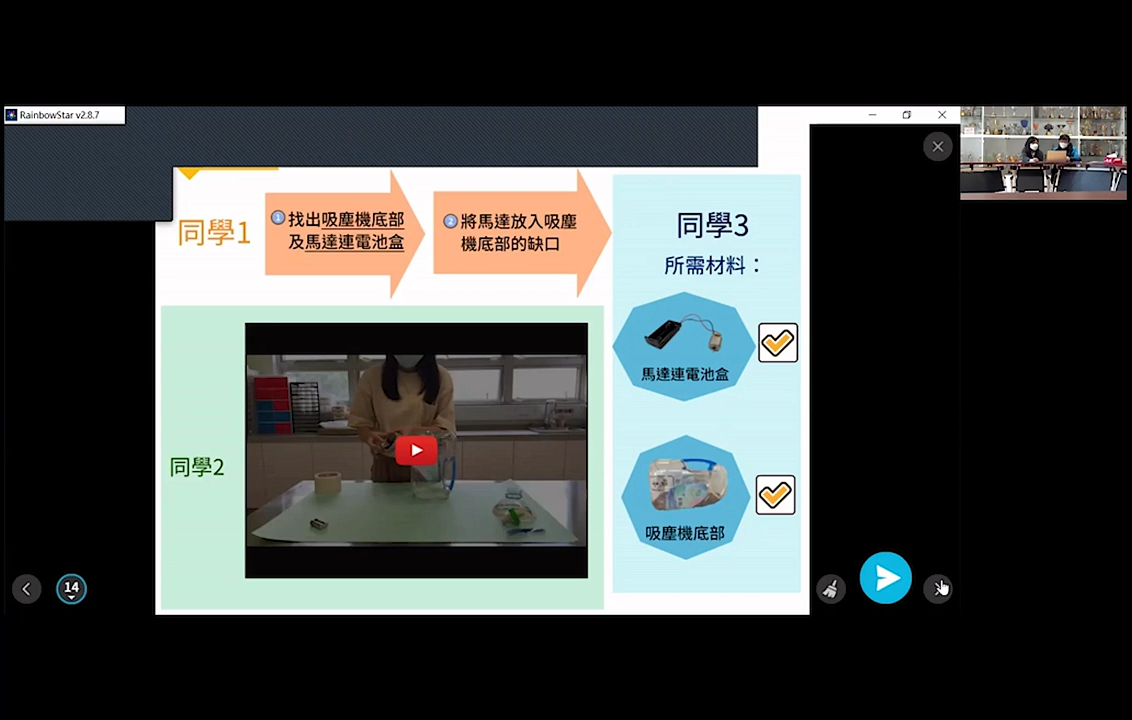 RainbowStar v2.8.7
同學1
1 找出吸塵機底部
及馬達連電池盒
2 將馬達放入吸塵
機底部的缺口
同學3
所需材料：
馬達連電池盒
同學2
吸塵機底部
14